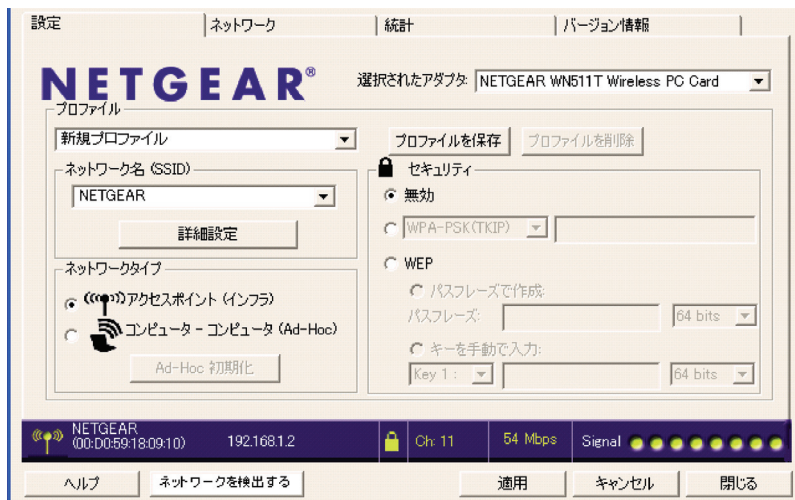 設定 ネットワーク 統計 バージョン情報
NETGEAR®
選択されたアダプタ: NETGEAR WN511T Wireless PC Card
プロファイル
新規プロファイル
プロファイルを保存 プロファイルを削除
ネットワーク名 (SSID)
NETGEAR
詳細設定
ネットワークタイプ
アクセスポイント (インフラ)
コンピュータ - コンピュータ (Ad-Hoc)
Ad-Hoc 初期化
セキュリティ
無効
WPA-PSK(TKIP)
WEP
パスフレーズで作成:
パスフレーズ: 64 bits
キーを手動で入力:
Key 1 : 64 bits
NETGEAR
(00:D0:59:18:09:10) 192.168.1.2 Ch: 11 54 Mbps Signal
ヘルプ ネットワークを検出する 適用 キャンセル 閉じる